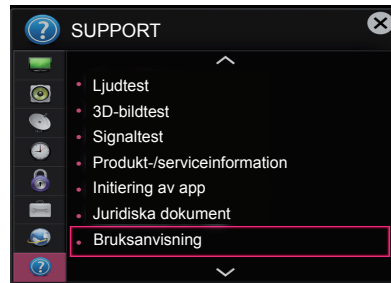 SUPPORT
Ljudtest
3D-bildtest
Signaltest
Produkt-/serviceinformation
Initiering av app
Juridiska dokument
Bruksanvisning